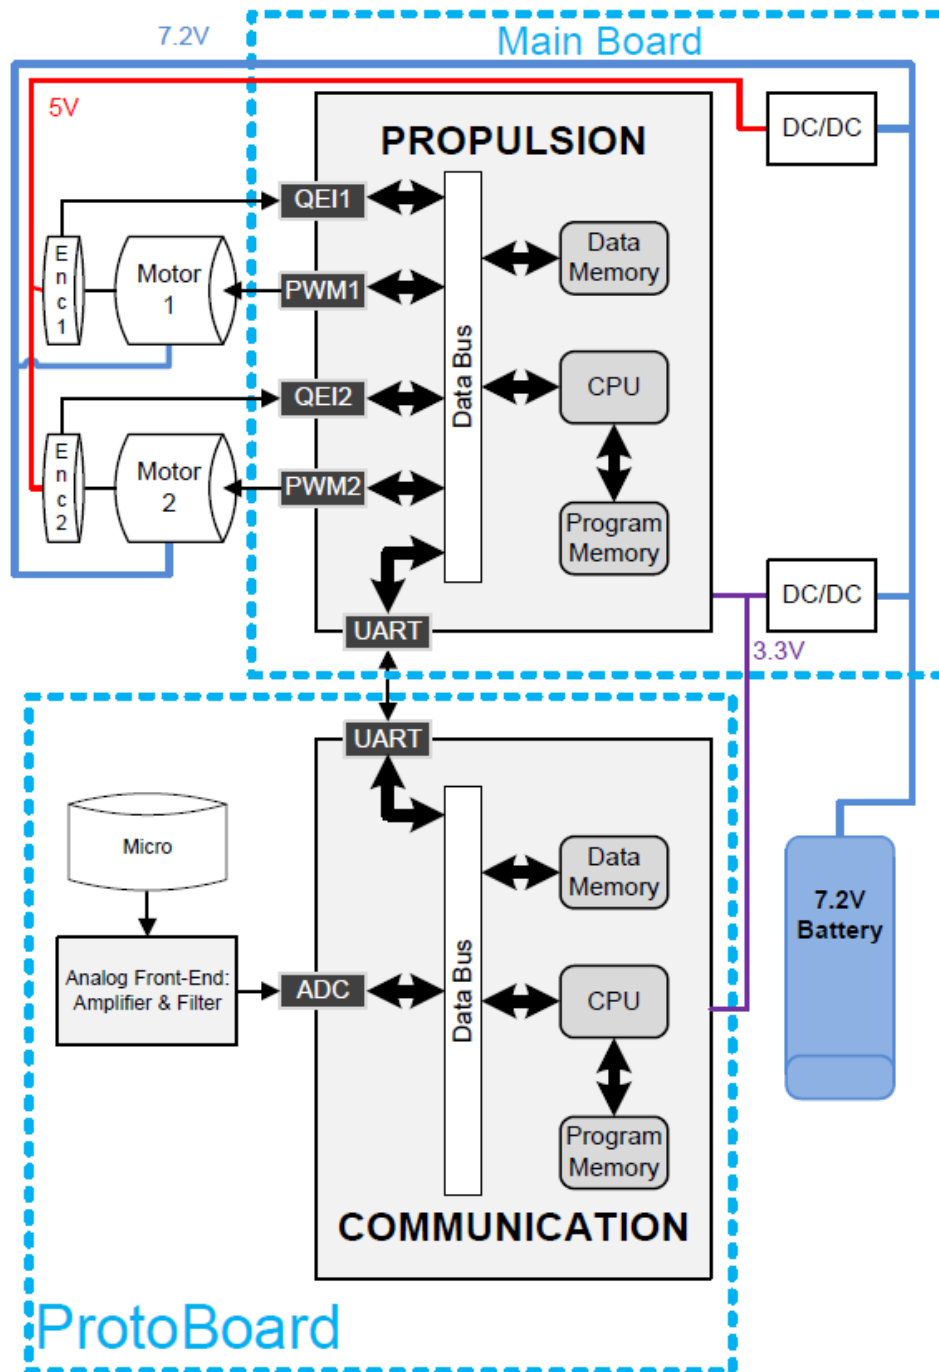 7.2V
Main Board
5V
DC/DC
PROPULSION
QEI1
Enc1
Motor
1
PWM1
Data
Memory
Data Bus
QEI2
CPU
Enc2
Motor
2
PWM2
Program
Memory
DC/DC
UART
3.3V
UART
Micro
Data
Memory
7.2V
Battery
Analog Front-End:
Amplifier & Filter
ADC
Data Bus
CPU
Program
Memory
COMMUNICATION
ProtoBoard